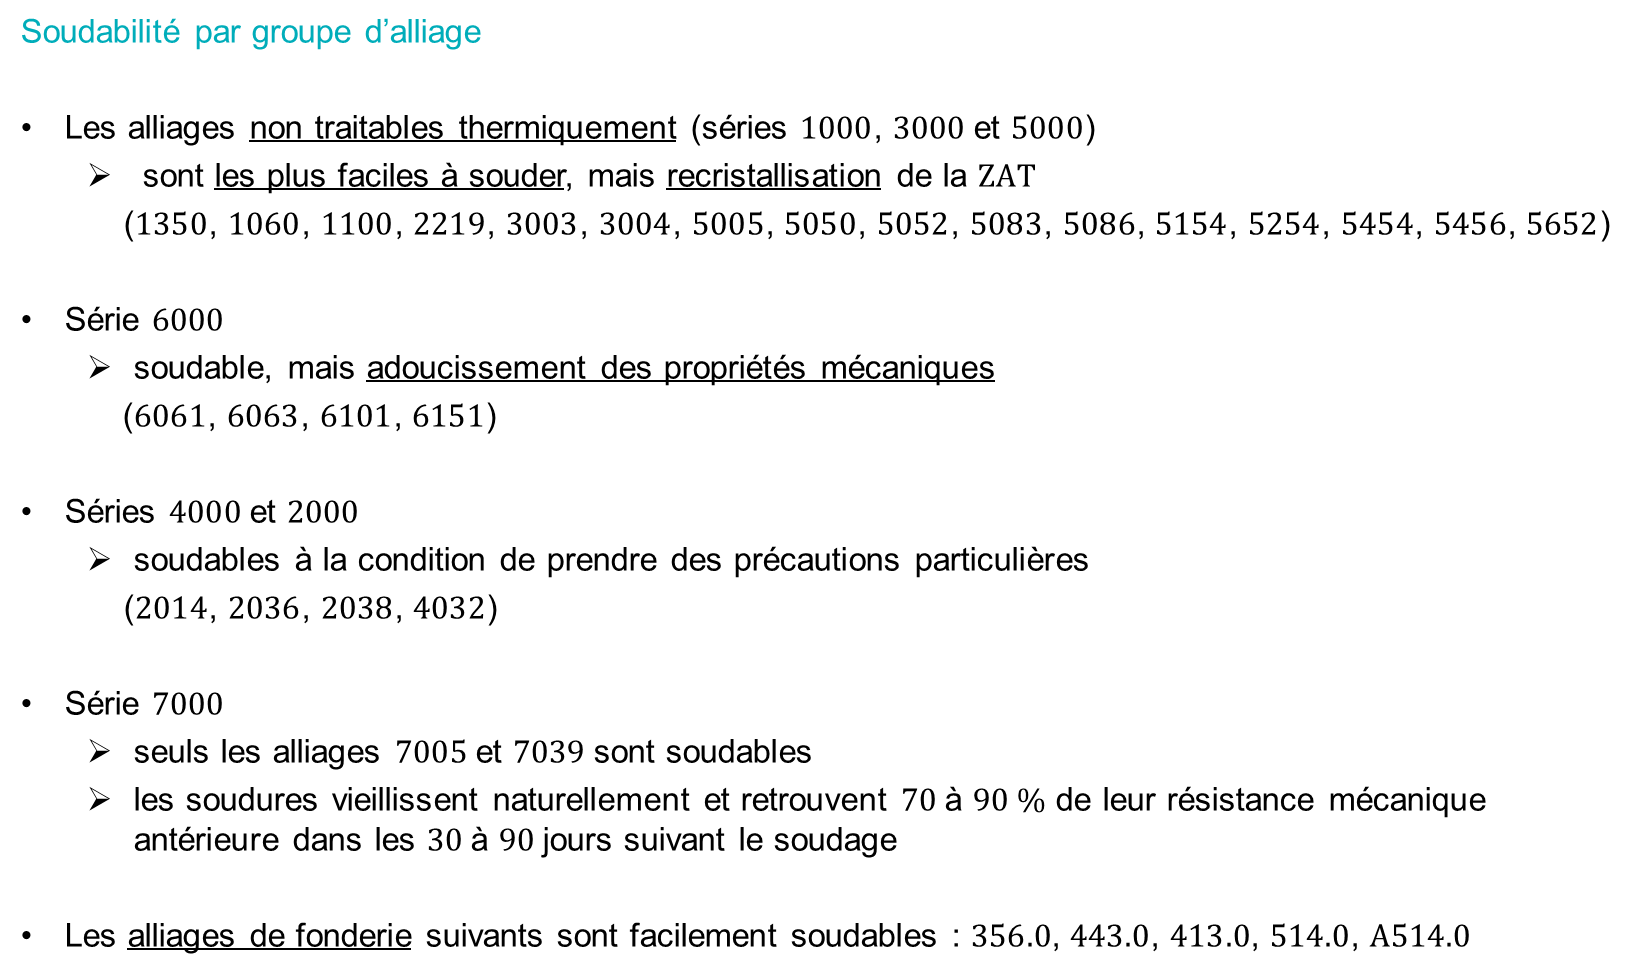 Soudabilité par groupe d’alliage
• Les alliages non traitables thermiquement (séries 1000, 3000 et 5000)
➢ sont les plus faciles à souder, mais recristallisation de la ZAT
(1350, 1060, 1100, 2219, 3003, 3004, 5005, 5050, 5052, 5083, 5086, 5154, 5254, 5454, 5456, 5652)
• Série 6000
➢ soudable, mais adoucissement des propriétés mécaniques
(6061, 6063, 6101, 6151)
• Séries 4000 et 2000
➢ soudables à la condition de prendre des précautions particulières
(2014, 2036, 2038, 4032)
• Série 7000
➢ seuls les alliages 7005 et 7039 sont soudables
➢ les soudures vieillissent naturellement et retrouvent 70 à 90 % de leur résistance mécanique
antérieure dans les 30 à 90 jours suivant le soudage
• Les alliages de fonderie suivants sont facilement soudables : 356.0, 443.0, 413.0, 514.0, A514.0